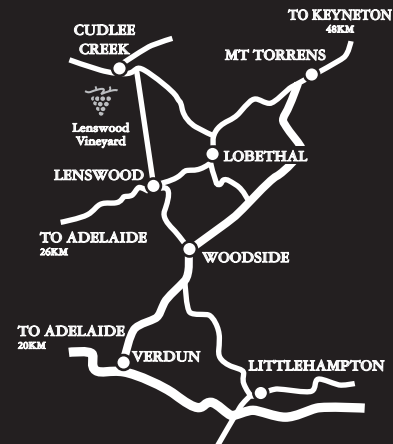 TO KEYNETON
48KM
CUDLEE
CREEK
MT TORRENS
Lenswood
Vineyard
LOBETHAL
LENSWOOD
TO ADELAIDE
26KM
WOODSIDE
TO ADELAIDE
20KM
VERDUN
LITTLEHAMPTON